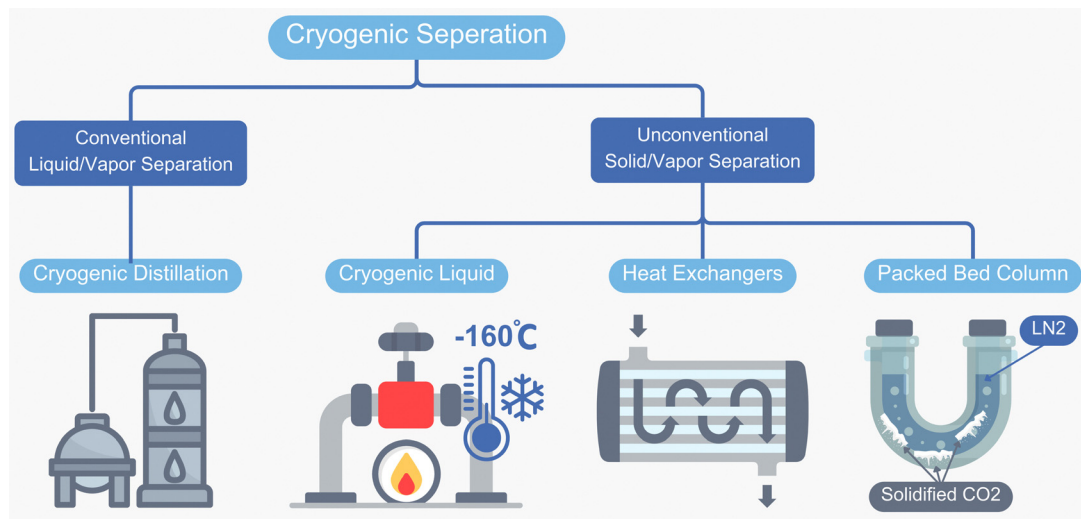 Cryogenic Seperation
Conventional
Liquid/Vapor Separation
Unconventional
Solid/Vapor Separation
Cryogenic Distillation
Cryogenic Liquid
Heat Exchangers
Packed Bed Column
-160℃
LN2
Solidified CO2